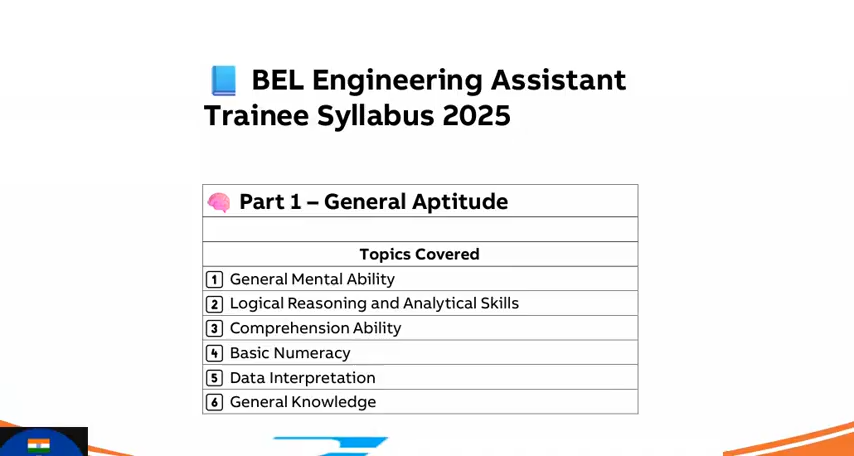 📘 BEL Engineering Assistant
Trainee Syllabus 2025
🧠 Part 1 – General Aptitude
Topics Covered
1 General Mental Ability
2 Logical Reasoning and Analytical Skills
3 Comprehension Ability
4 Basic Numeracy
5 Data Interpretation
6 General Knowledge